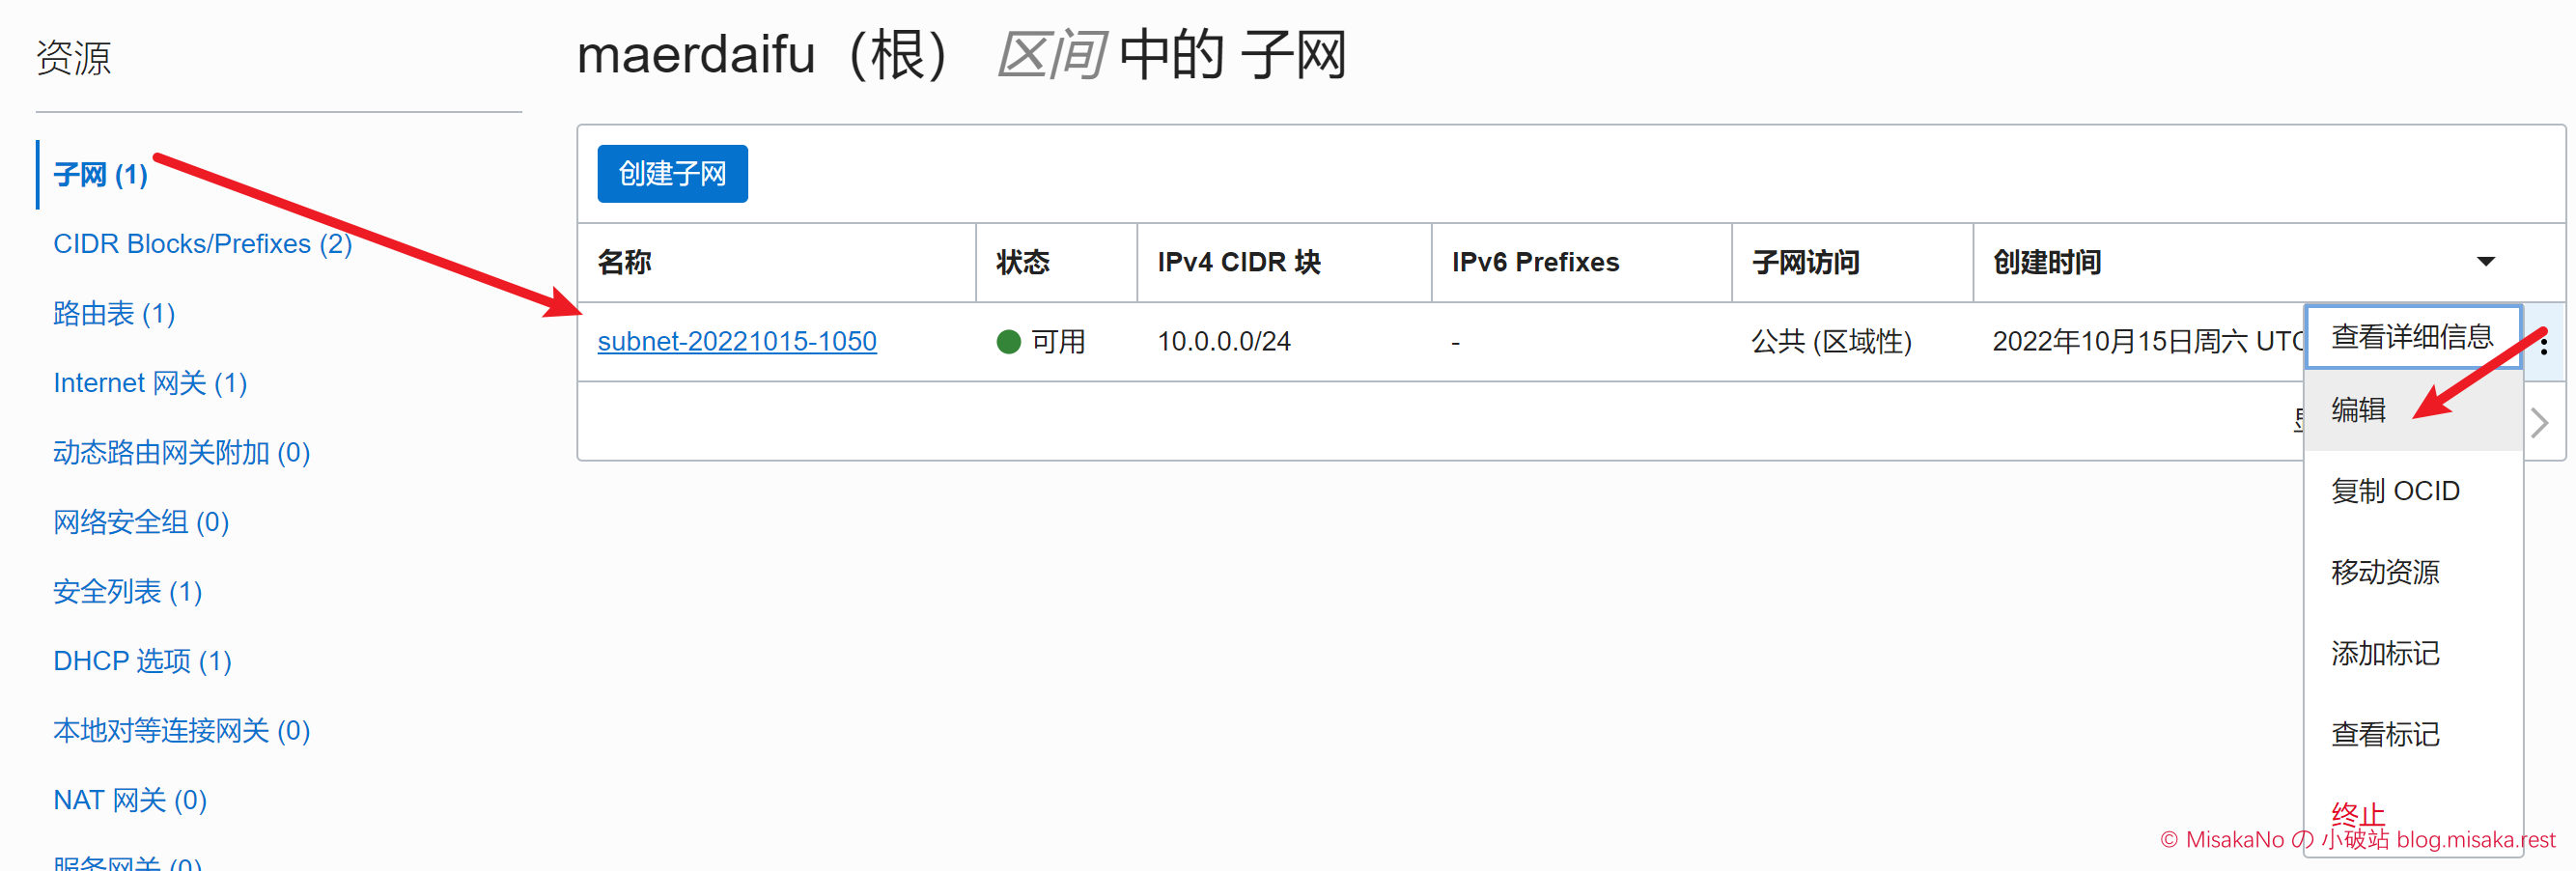 资源
子网 (1)
CIDR Blocks/Prefixes (2)
路由表 (1)
Internet 网关 (1)
动态路由网关附加 (0)
网络安全组 (0)
安全列表 (1)
DHCP 选项 (1)
本地对等连接网关 (0)
NAT 网关 (0)
服务网关 (0)
maerdaifu（根） 区间 中的 子网
创建子网
名称 状态 IPv4 CIDR 块 IPv6 Prefixes 子网访问 创建时间
subnet-20221015-1050 可用 10.0.0.0/24 - 公共 (区域性) 2022年10月15日周六 UTC
查看详细信息
编辑
复制 OCID
移动资源
添加标记
查看标记
终止
© MisakaNo の 小破站 blog.misaka.rest